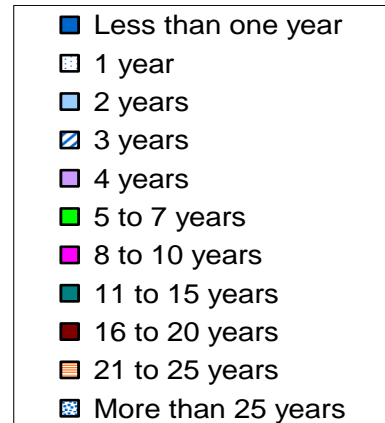 Less than one year
1 year
2 years
3 years
4 years
5 to 7 years
8 to 10 years
11 to 15 years
16 to 20 years
21 to 25 years
More than 25 years